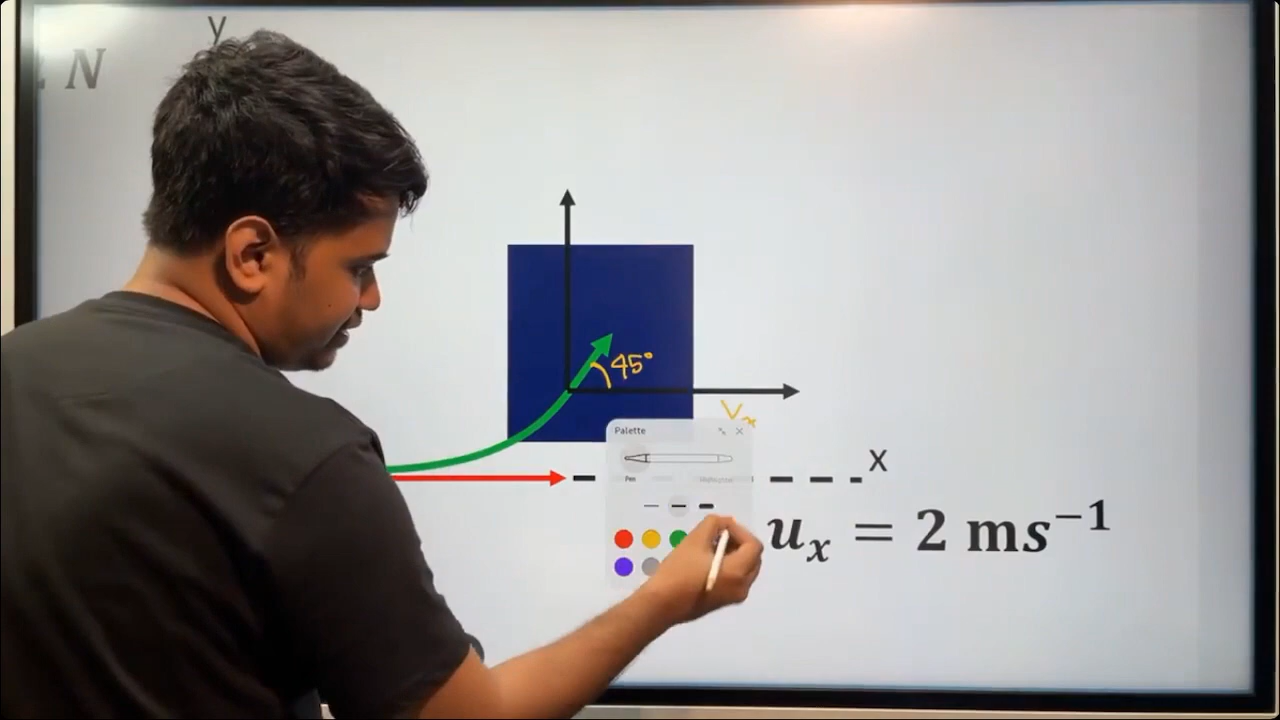 y
N
45°
Vx
Palette
Pen
x
uₓ = 2 ms⁻¹